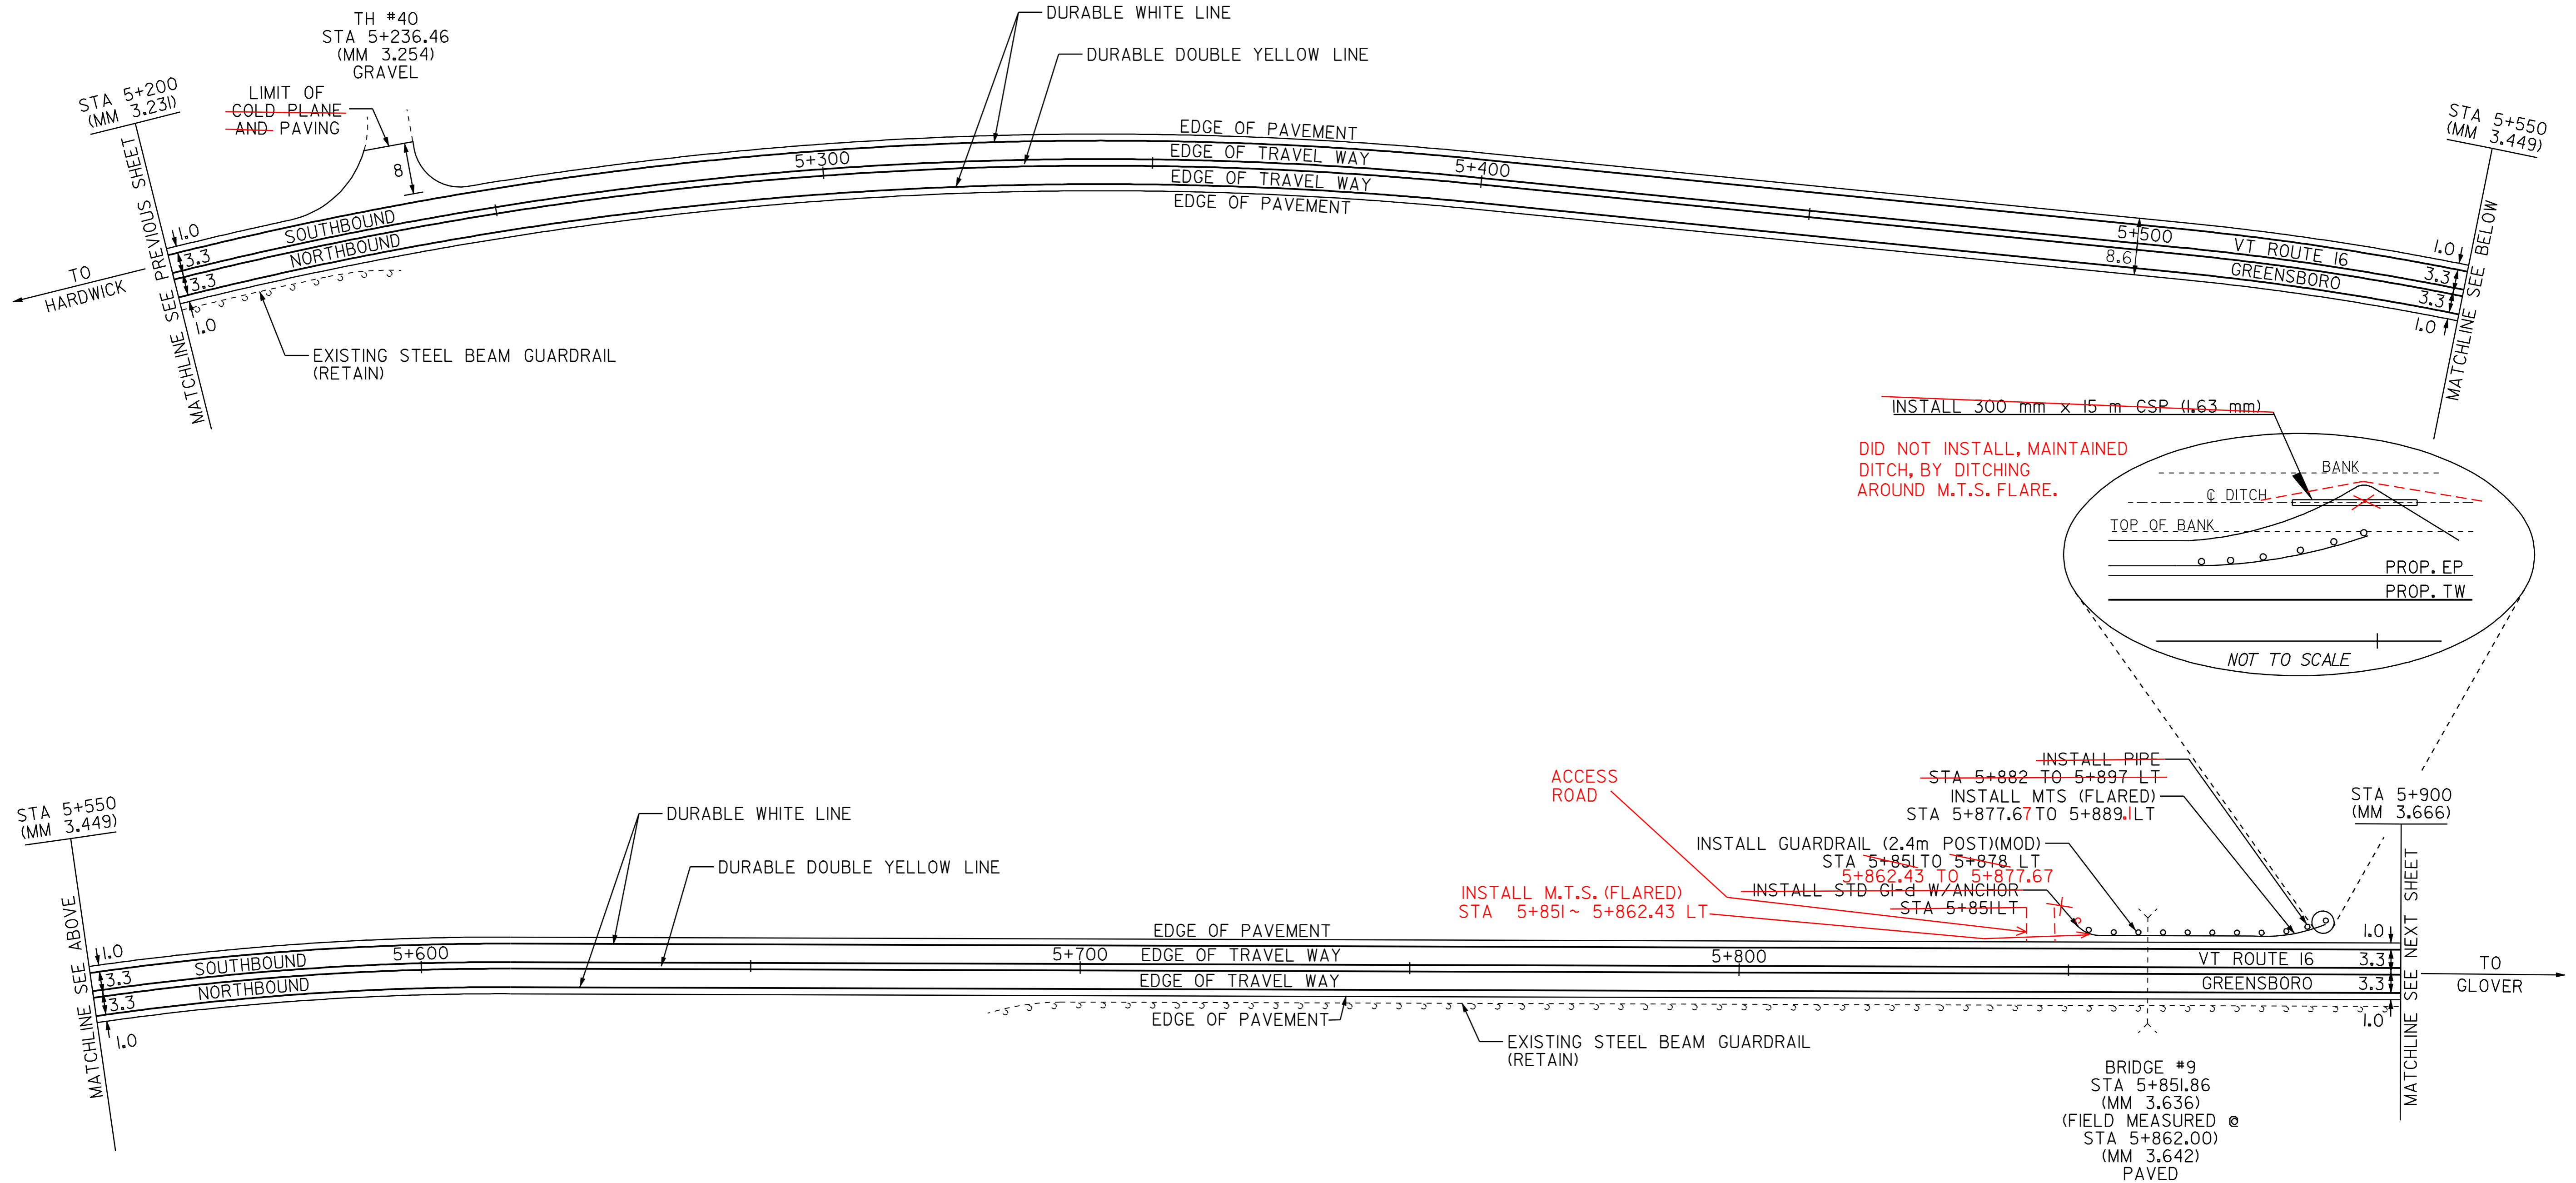 TH #40
STA 5+236.46
(MM 3.254)
GRAVEL
LIMIT OF
COLD PLANE
AND PAVING
STA 5+200
(MM 3.231)
MATCHLINE SEE PREVIOUS SHEET
TO
HARDWICK
8
1.0
3.3
3.3
1.0
SOUTHBOUND
NORTHBOUND
EXISTING STEEL BEAM GUARDRAIL
(RETAIN)
DURABLE WHITE LINE
DURABLE DOUBLE YELLOW LINE
5+300
EDGE OF PAVEMENT
EDGE OF TRAVEL WAY
EDGE OF TRAVEL WAY
EDGE OF PAVEMENT
5+400
5+500
8.6
VT ROUTE 16
GREENSBORO
1.0
3.3
3.3
1.0
STA 5+550
(MM 3.449)
MATCHLINE SEE BELOW
INSTALL 300 mm x 15 m CSP (1.63 mm)
DID NOT INSTALL, MAINTAINED
DITCH, BY DITCHING
AROUND M.T.S. FLARE.
BANK
℄ DITCH
TOP OF BANK
PROP. EP
PROP. TW
NOT TO SCALE
STA 5+550
(MM 3.449)
MATCHLINE SEE ABOVE
1.0
3.3
3.3
1.0
SOUTHBOUND
NORTHBOUND
5+600
DURABLE WHITE LINE
DURABLE DOUBLE YELLOW LINE
5+700
EDGE OF PAVEMENT
EDGE OF TRAVEL WAY
EDGE OF TRAVEL WAY
EDGE OF PAVEMENT
EXISTING STEEL BEAM GUARDRAIL
(RETAIN)
5+800
ACCESS
ROAD
INSTALL M.T.S. (FLARED)
STA 5+851 ~ 5+862.43 LT
INSTALL PIPE
STA 5+882 TO 5+897 LT
INSTALL MTS (FLARED)
STA 5+877.67 TO 5+889.1 LT
INSTALL GUARDRAIL (2.4m POST)(MOD)
STA 5+851 TO 5+878 LT
5+862.43 TO 5+877.67
INSTALL STD G1-d W/ANCHOR
STA 5+851 LT
VT ROUTE 16
GREENSBORO
1.0
3.3
3.3
1.0
STA 5+900
(MM 3.666)
MATCHLINE SEE NEXT SHEET
TO
GLOVER
BRIDGE #9
STA 5+851.86
(MM 3.636)
(FIELD MEASURED @
STA 5+862.00)
(MM 3.642)
PAVED